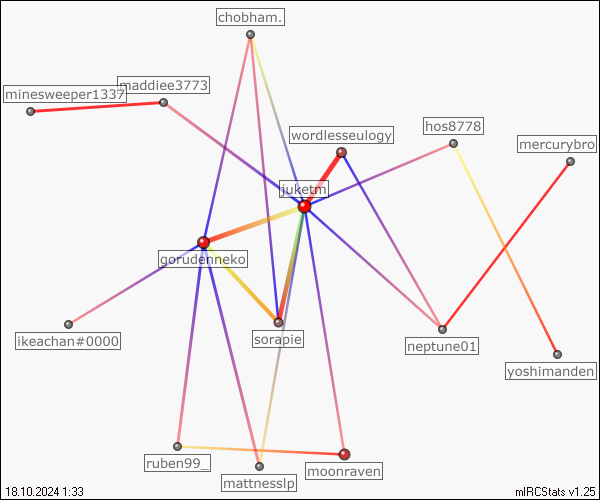 chobham.
maddiee3773
minesweeper1337
hos8778
wordlesseulogy
mercurybro
juketm
gorudenneko
sorapie
ikeachan#0000
neptune01
yoshimanden
ruben99_
moonraven
mattnesslp
18.10.2024 1:33
mIRCStats v1.25